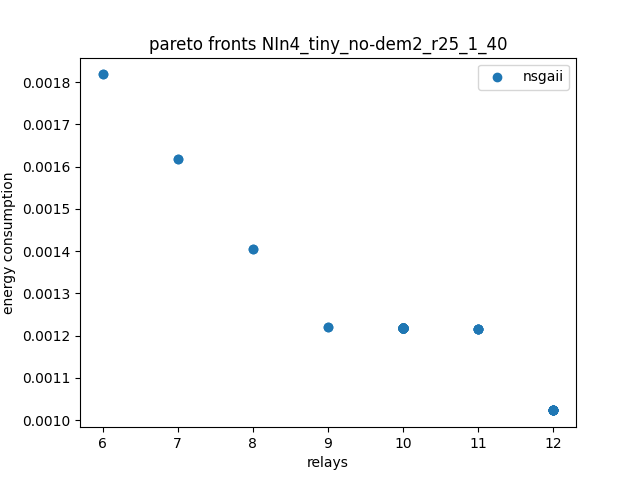 pareto fronts NIn4_tiny_no-dem2_r25_1_40
nsgaii
0.0018
0.0017
0.0016
0.0015
0.0014
0.0013
0.0012
0.0011
0.0010
energy consumption
6 7 8 9 10 11 12
relays